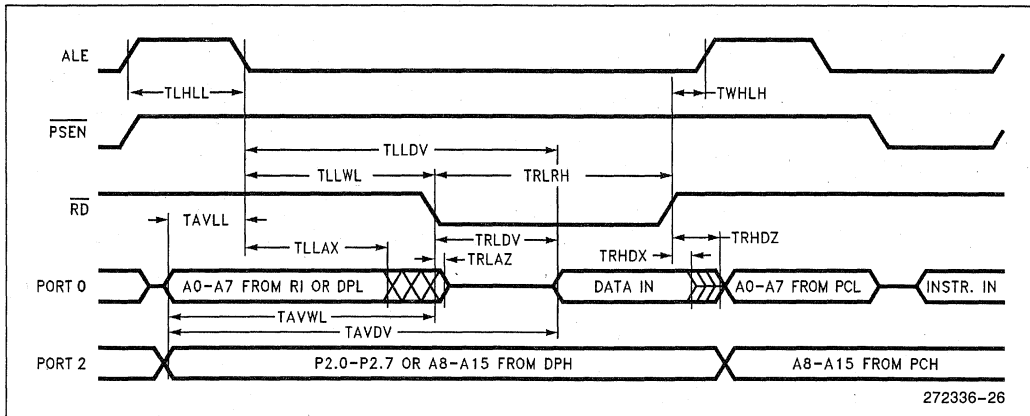 ALE
TLHLL
TWHLH
PSEN
TLLDV
TLLWL
TRLRH
RD
TAVLL
TLLAX
TRLDV
TRLAZ
TRHDX
TRHDZ
PORT 0
A0-A7 FROM RI OR DPL
DATA IN
A0-A7 FROM PCL
INSTR. IN
TAVWL
TAVDV
PORT 2
P2.0-P2.7 OR A8-A15 FROM DPH
A8-A15 FROM PCH
272336-26